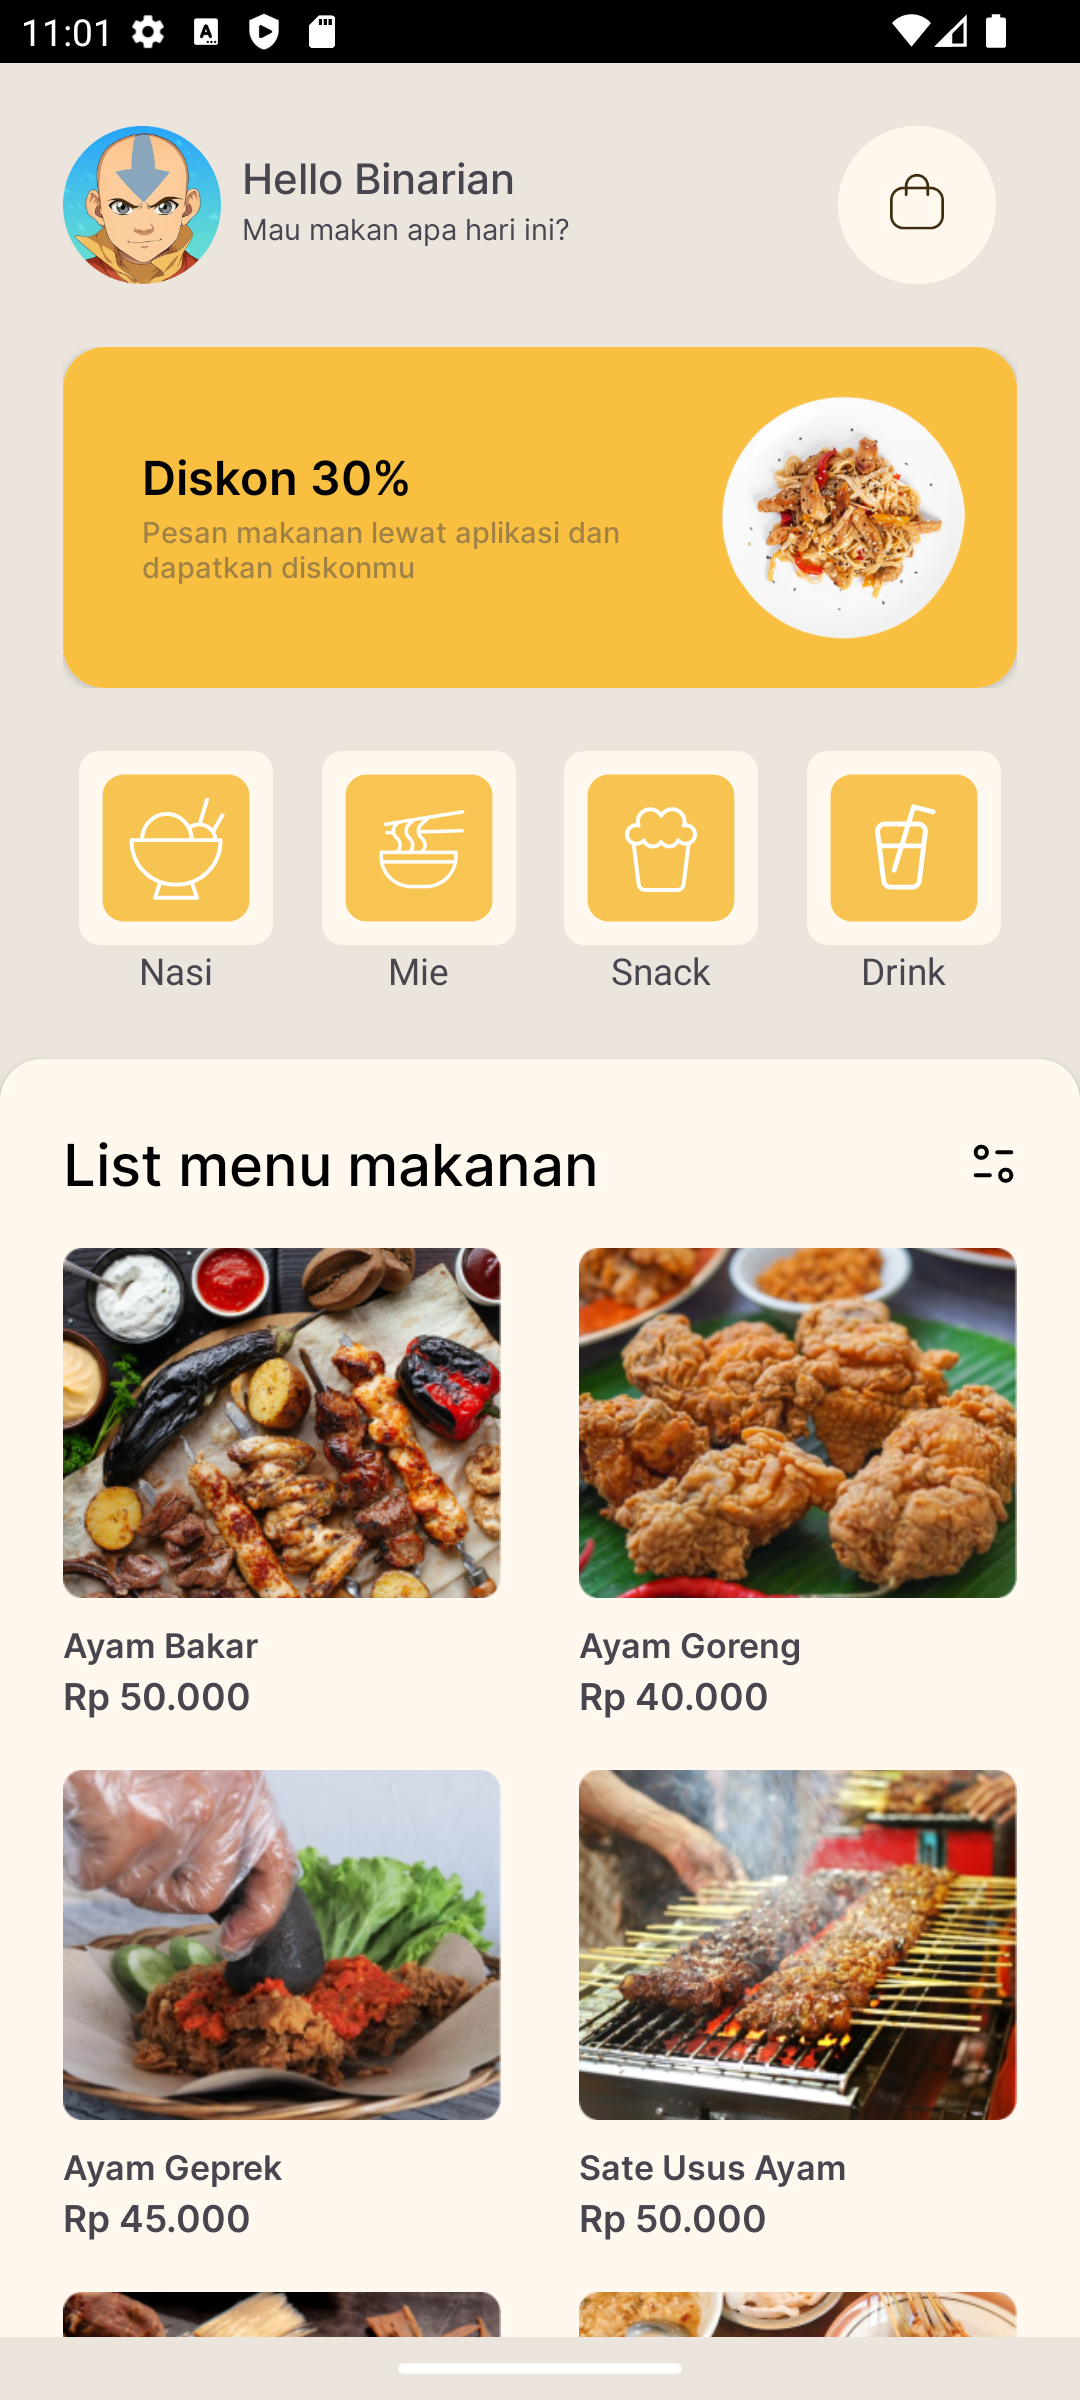 11:01
Hello Binarian
Mau makan apa hari ini?
Diskon 30%
Pesan makanan lewat aplikasi dan
dapatkan diskonmu
Nasi
Mie
Snack
Drink
List menu makanan
Ayam Bakar
Rp 50.000
Ayam Goreng
Rp 40.000
Ayam Geprek
Rp 45.000
Sate Usus Ayam
Rp 50.000